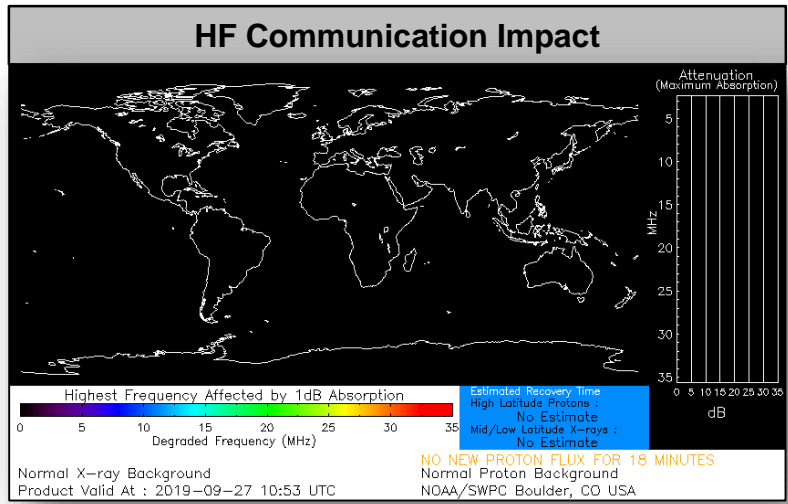 HF Communication Impact
Attenuation
(Maximum Absorption)
5
10
15
20
25
30
35
MHz
0 5 10 15 20 25 30 35
dB
Highest Frequency Affected by 1dB Absorption
0 5 10 15 20 25 30 35
Degraded Frequency (MHz)
Estimated Recovery Time
High Latitude Protons :
No Estimate
Mid/Low Latitude X-rays :
No Estimate
NO NEW PROTON FLUX FOR 18 MINUTES
Normal X-ray Background
Normal Proton Background
Product Valid At : 2019-09-27 10:53 UTC
NOAA/SWPC Boulder, CO USA